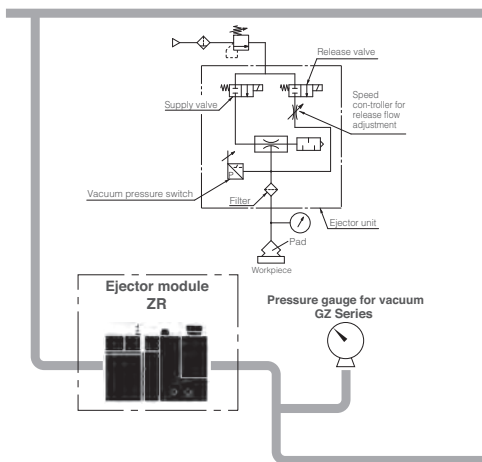 Release valve
Supply valve
Speed
con-troller for
release flow
adjustment
P
Vacuum pressure switch
Filter
Ejector unit
Pad
Workpiece
Ejector module
ZR
Pressure gauge for vacuum
GZ Series